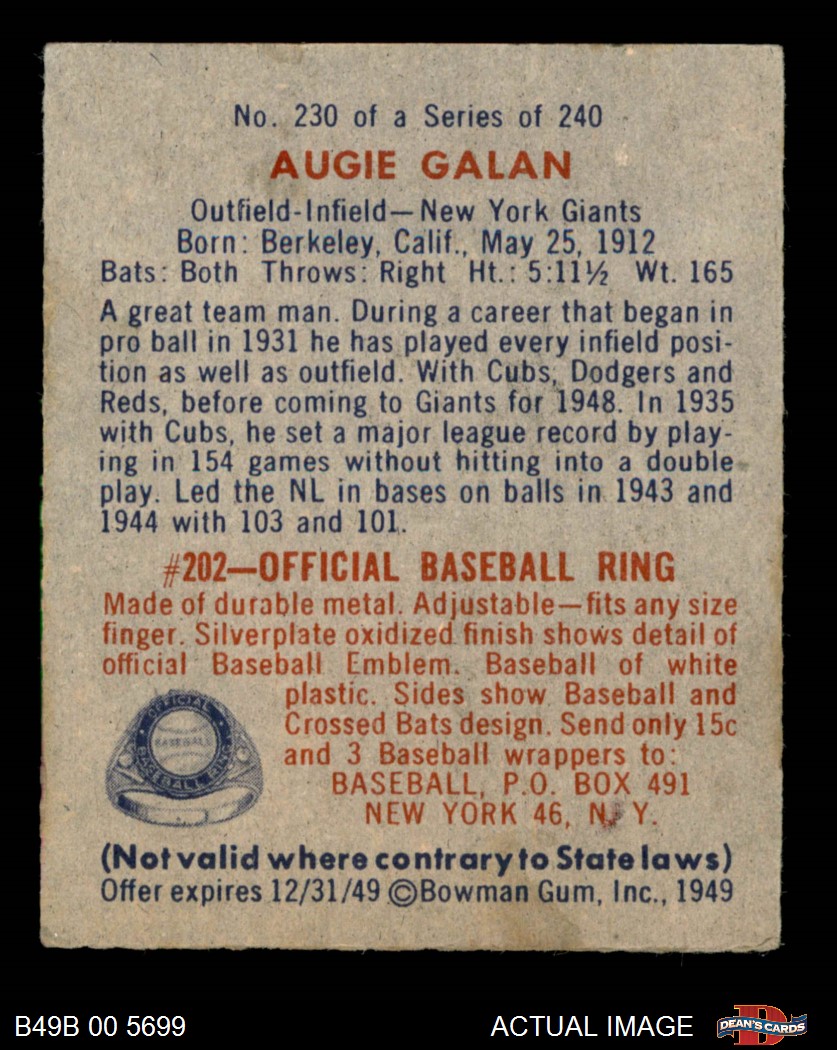 No. 230 of a Series of 240
AUGIE GALAN
Outfield-Infield—New York Giants
Born: Berkeley, Calif., May 25, 1912
Bats: Both Throws: Right Ht.: 5:11½ Wt. 165
A great team man. During a career that began in
pro ball in 1931 he has played every infield posi-
tion as well as outfield. With Cubs, Dodgers and
Reds, before coming to Giants for 1948. In 1935
with Cubs, he set a major league record by play-
ing in 154 games without hitting into a double
play. Led the NL in bases on balls in 1943 and
1944 with 103 and 101.
#202—OFFICIAL BASEBALL RING
Made of durable metal. Adjustable—fits any size
finger. Silverplate oxidized finish shows detail of
official Baseball Emblem. Baseball of white
plastic. Sides show Baseball and
Crossed Bats design. Send only 15c
and 3 Baseball wrappers to:
BASEBALL, P.O. BOX 491
NEW YORK 46, N. Y.
OFFICIAL
BASEBALL
BASEBALL RING
(Not valid where contrary to State laws)
Offer expires 12/31/49 ©Bowman Gum, Inc., 1949
B49B 00 5699
ACTUAL IMAGE
D
DEAN'S CARDS